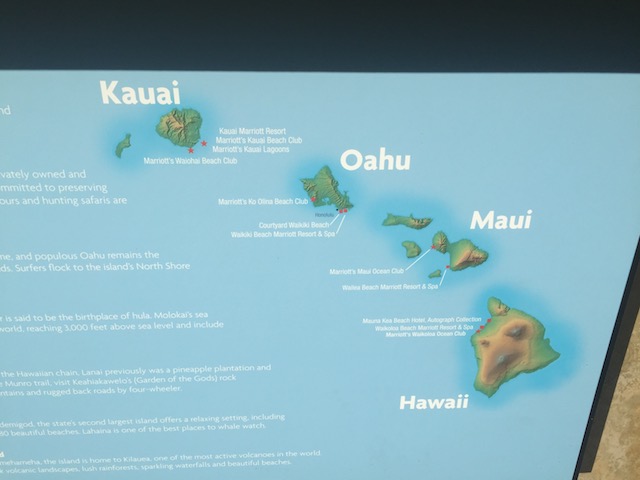 nd
vately owned and
ommitted to preserving
ours and hunting safaris are
me, and populous Oahu remains the
ds. Surfers flock to the island's North Shore
r is said to be the birthplace of hula. Molokai's sea
world, reaching 3,000 feet above sea level and include
the Hawaiian chain, Lanai previously was a pineapple plantation and
e Munro trail, visit Keahiakawelo's (Garden of the Gods) rock
ntains and rugged back roads by four-wheeler.
demigod, the state's second largest island offers a relaxing setting, including
80 beautiful beaches. Lahaina is one of the best places to whale watch.
d
mehameha, the island is home to Kilauea, one of the most active volcanoes in the world.
k volcanic landscapes, lush rainforests, sparkling waterfalls and beautiful beaches.
Kauai
Kauai Marriott Resort
Marriott's Kauai Beach Club
Marriott's Kauai Lagoons
Marriott's Waiohai Beach Club
Oahu
Marriott's Ko Olina Beach Club
Honolulu
Courtyard Waikiki Beach
Waikiki Beach Marriott Resort & Spa
Maui
Marriott's Maui Ocean Club
Wailea Beach Marriott Resort & Spa
Mauna Kea Beach Hotel, Autograph Collection
Waikoloa Beach Marriott Resort & Spa
Marriott's Waikoloa Ocean Club
Hawaii